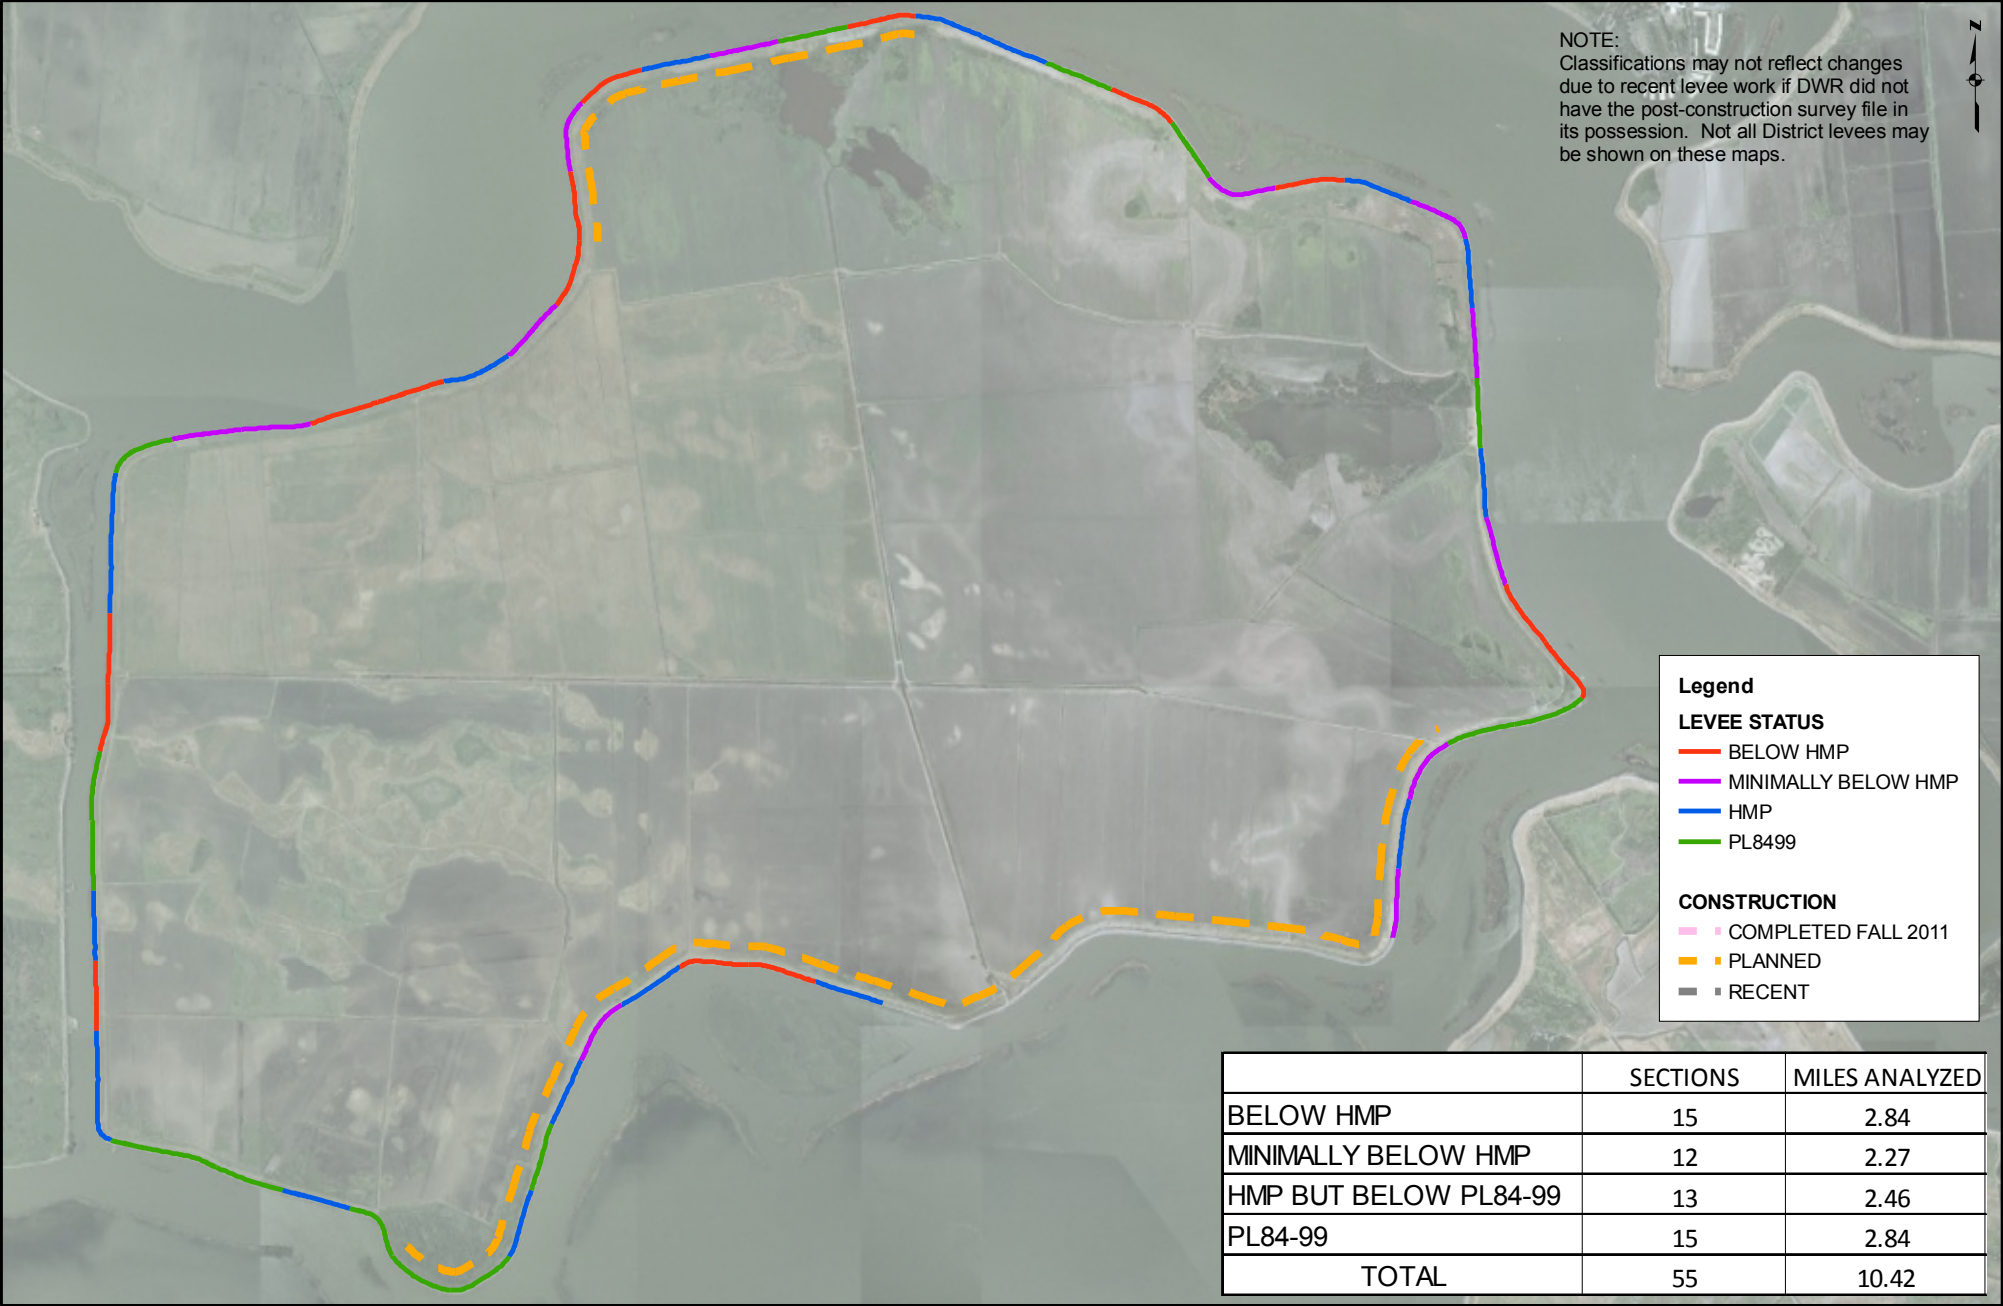 NOTE:
Classifications may not reflect changes
due to recent levee work if DWR did not
have the post-construction survey file in
its possession. Not all District levees may
be shown on these maps.
N
Legend
LEVEE STATUS
BELOW HMP
MINIMALLY BELOW HMP
HMP
PL8499
CONSTRUCTION
COMPLETED FALL 2011
PLANNED
RECENT
SECTIONS MILES ANALYZED
BELOW HMP 15 2.84
MINIMALLY BELOW HMP 12 2.27
HMP BUT BELOW PL84-99 13 2.46
PL84-99 15 2.84
TOTAL 55 10.42